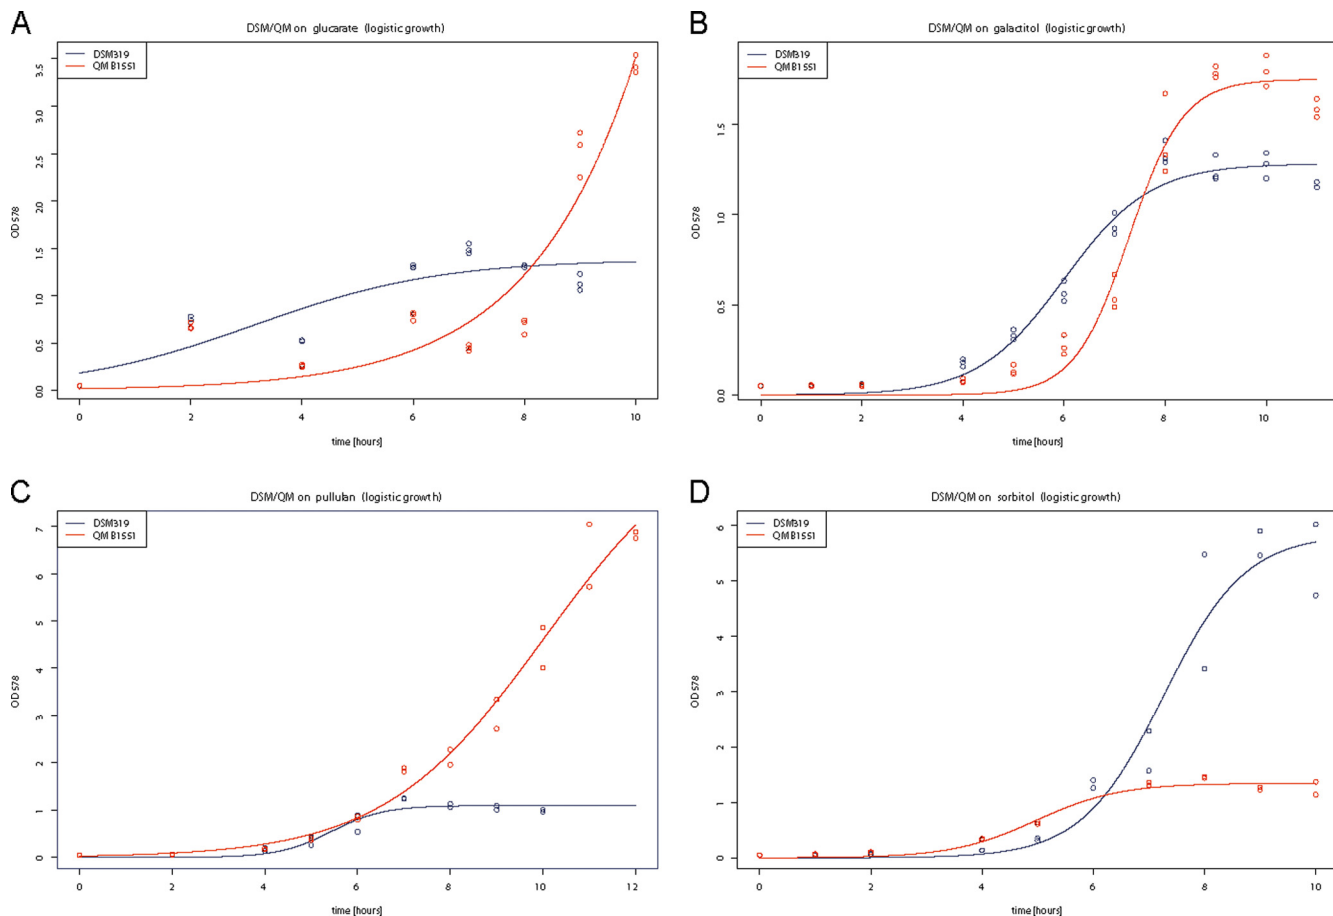 A
DSM/QM on glucarate (logistic growth)
DSM319
QM B1551
OD578
0.0 0.5 1.0 1.5 2.0 2.5 3.0 3.5
0 2 4 6 8 10
time [hours]
B
DSM/QM on galactitol (logistic growth)
DSM319
QM B1551
OD578
0.0 0.5 1.0 1.5
0 2 4 6 8 10
time [hours]
C
DSM/QM on pullulan (logistic growth)
DSM319
QM B1551
OD578
0 1 2 3 4 5 6 7
0 2 4 6 8 10 12
time [hours]
D
DSM/QM on sorbitol (logistic growth)
DSM319
QM B1551
OD578
0 1 2 3 4 5 6
0 2 4 6 8 10
time [hours]